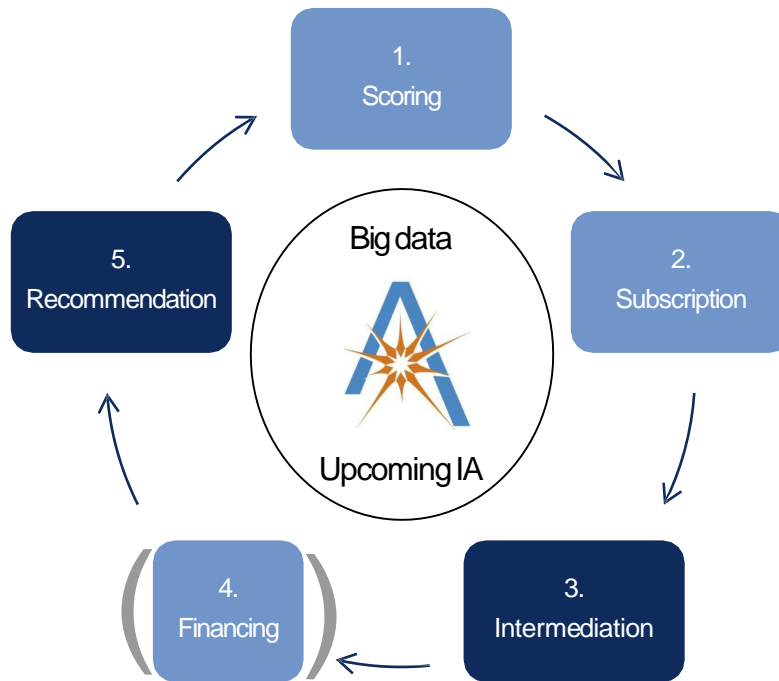 1.
Scoring
2.
Subscription
3.
Intermediation
4.
Financing
5.
Recommendation
Big data
Upcoming IA